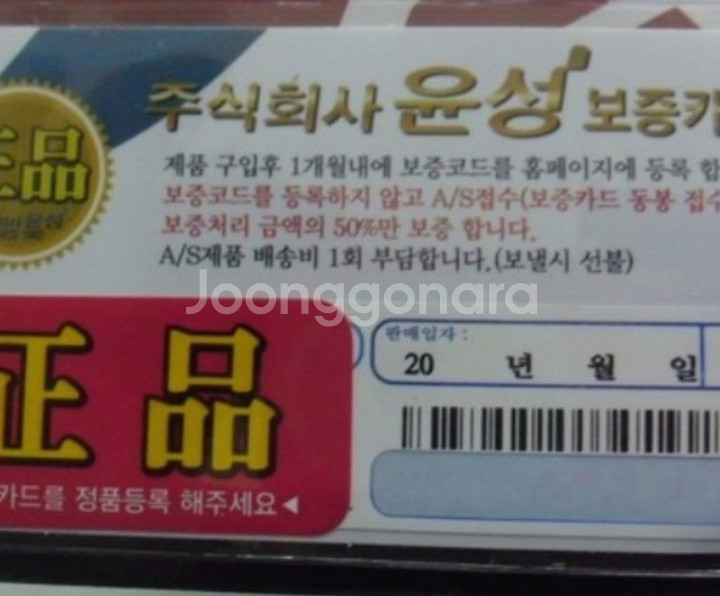 주식회사 윤성 보증카
正品
제품 구입후 1개월내에 보증코드를 홈페이지에 등록 합
보증코드를 등록하지 않고 A/S접수(보증카드 동봉 접수
보증처리 금액의 50%만 보증 합니다.
A/S제품 배송비 1회 부담합니다.(보낼시 선불)
Joonggonara
판매일자 :
20 년 월 일
正品
카드를 정품등록 해주세요◀